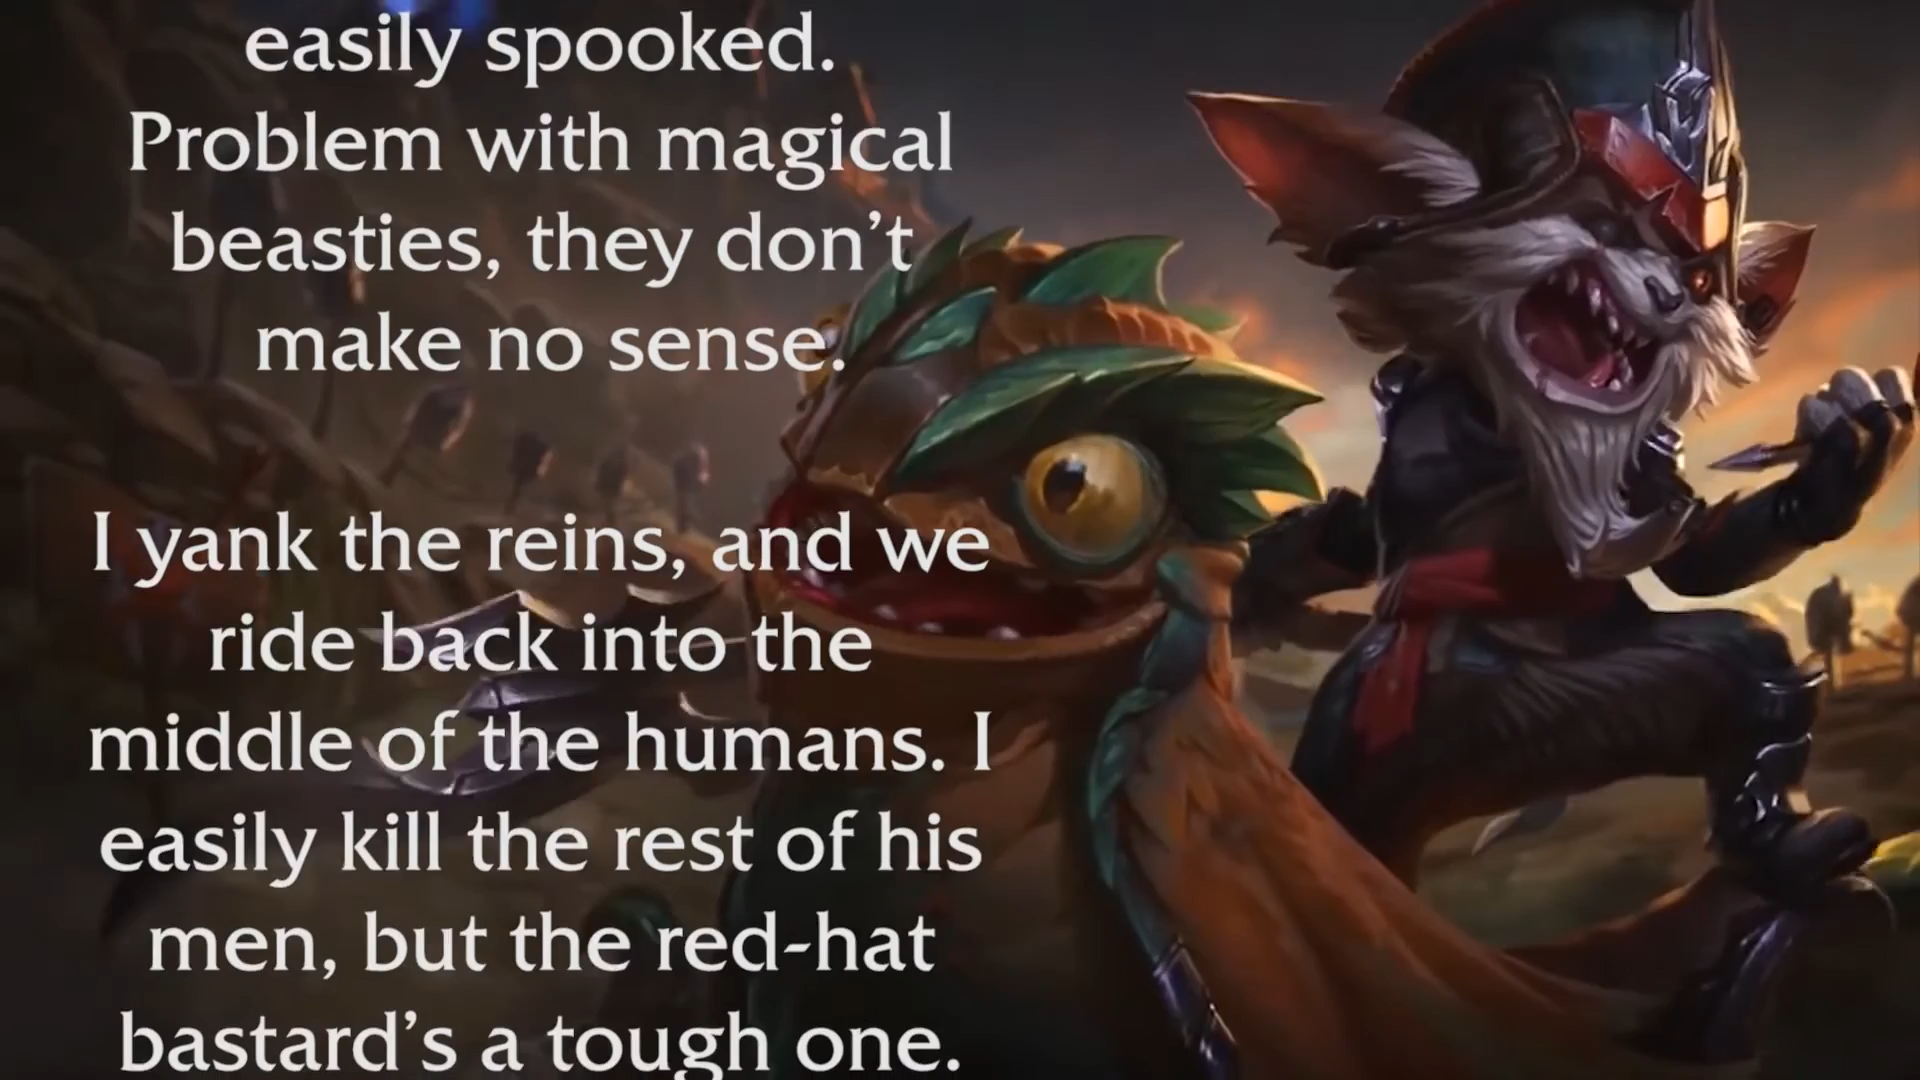 easily spooked.
Problem with magical
beasties, they don’t
make no sense.
I yank the reins, and we
ride back into the
middle of the humans. I
easily kill the rest of his
men, but the red-hat
bastard’s a tough one.